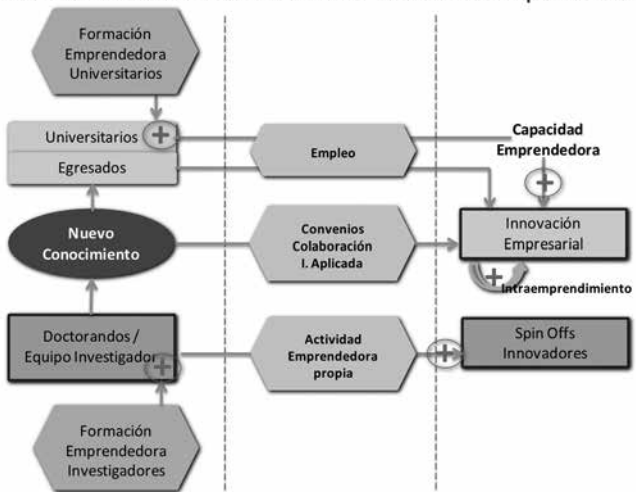 Formación
Emprendedora
Universitarios
Universitarios
Egresados
Empleo
Capacidad
Emprendedora
Nuevo
Conocimiento
Convenios
Colaboración
I. Aplicada
Innovación
Empresarial
Intraemprendimiento
Doctorandos /
Equipo Investigador
Actividad
Emprendedora
propia
Spin Offs
Innovadores
Formación
Emprendedora
Investigadores